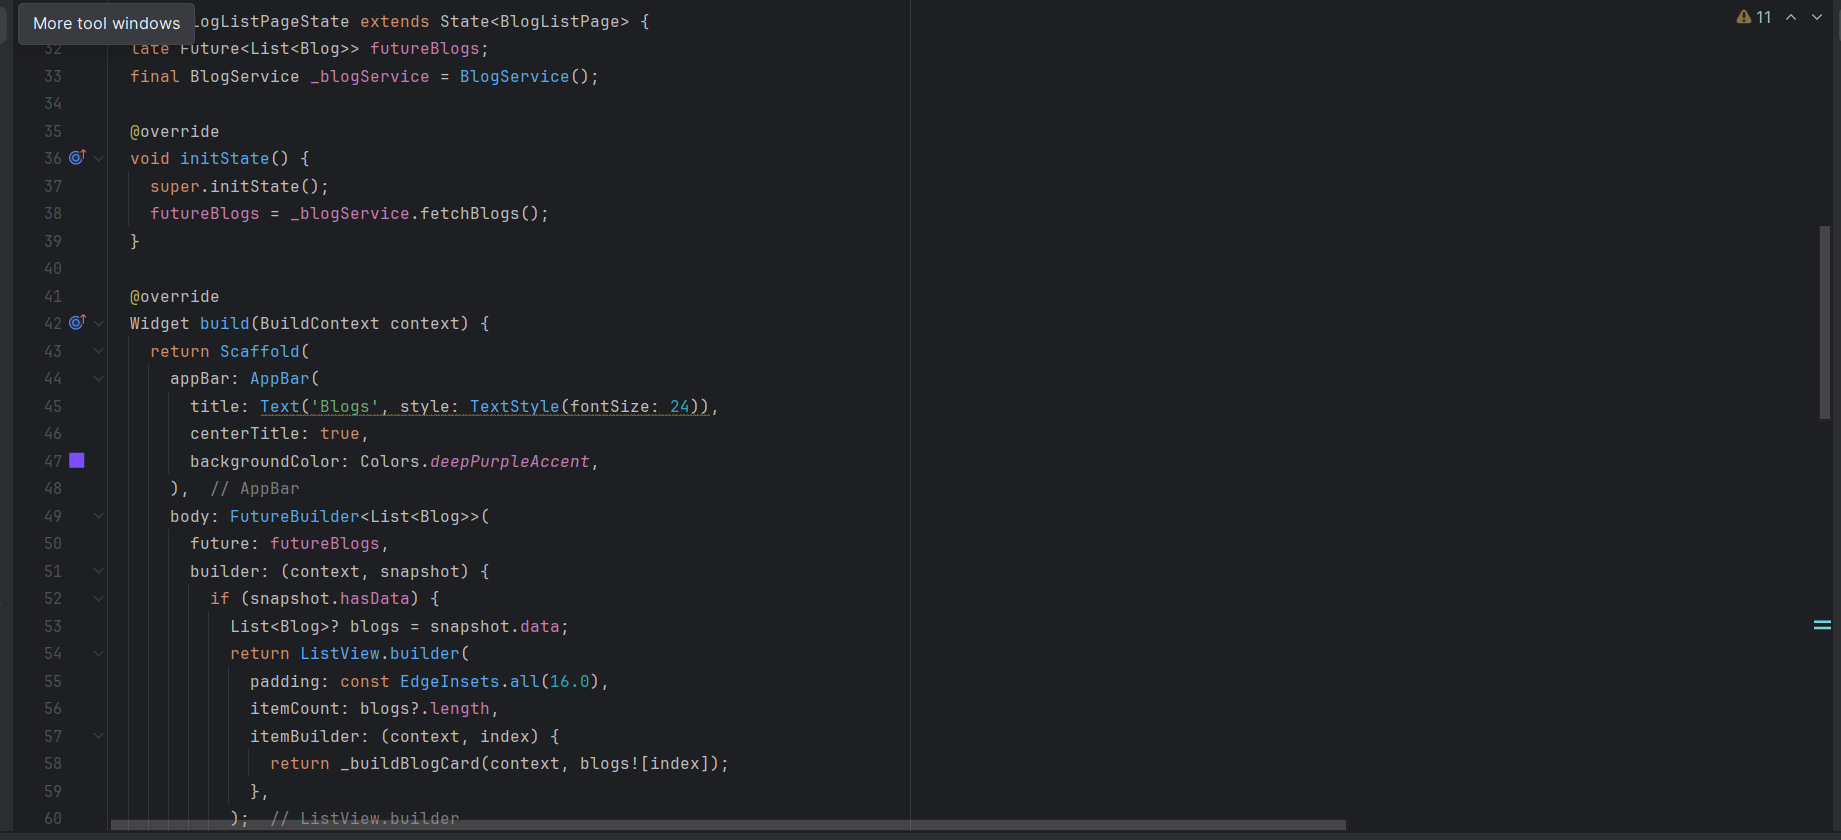 More tool windows
logListPageState extends State<BlogListPage> {
11
32 late Future<List<Blog>> futureBlogs;
33 final BlogService _blogService = BlogService();
34
35 @override
36 void initState() {
37 super.initState();
38 futureBlogs = _blogService.fetchBlogs();
39 }
40
41 @override
42 Widget build(BuildContext context) {
43 return Scaffold(
44 appBar: AppBar(
45 title: Text('Blogs', style: TextStyle(fontSize: 24)),
46 centerTitle: true,
47 backgroundColor: Colors.deepPurpleAccent,
48 ), // AppBar
49 body: FutureBuilder<List<Blog>>(
50 future: futureBlogs,
51 builder: (context, snapshot) {
52 if (snapshot.hasData) {
53 List<Blog>? blogs = snapshot.data;
54 return ListView.builder(
55 padding: const EdgeInsets.all(16.0),
56 itemCount: blogs?.length,
57 itemBuilder: (context, index) {
58 return _buildBlogCard(context, blogs![index]);
59 },
60 ); // ListView.builder